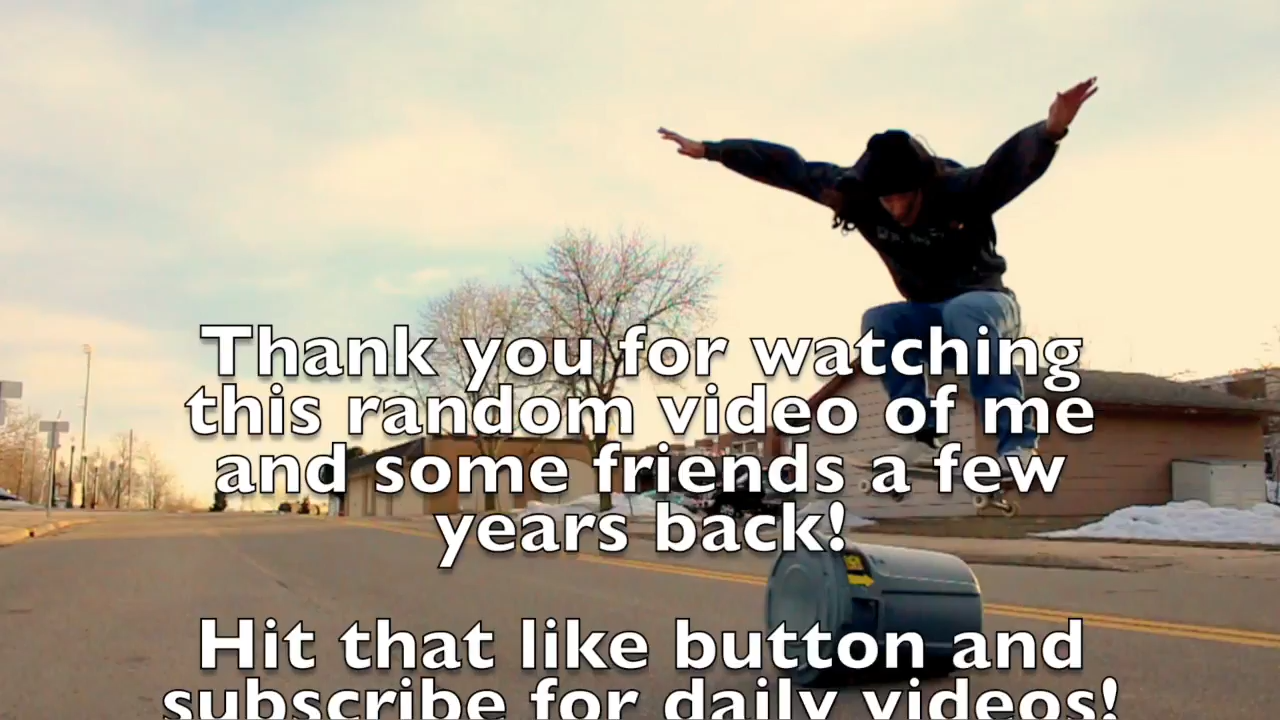 Thank you for watching
this random video of me
and some friends a few
years back!
Hit that like button and
subscribe for daily videos!